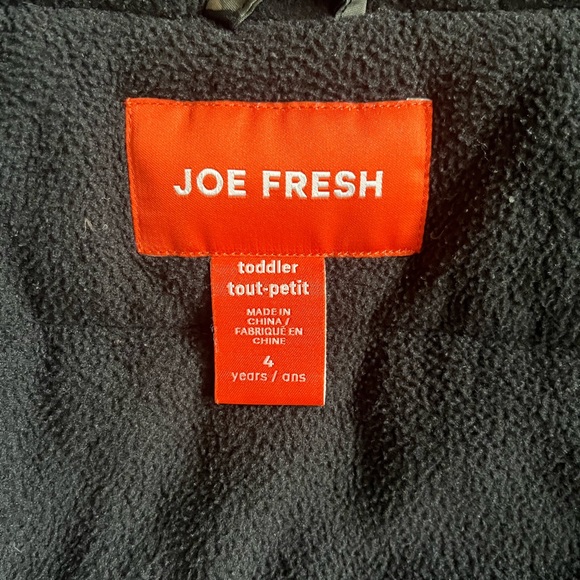 JOE FRESH
toddler
tout-petit
MADE IN
CHINA /
FABRIQUÉ EN
CHINE
4
years / ans